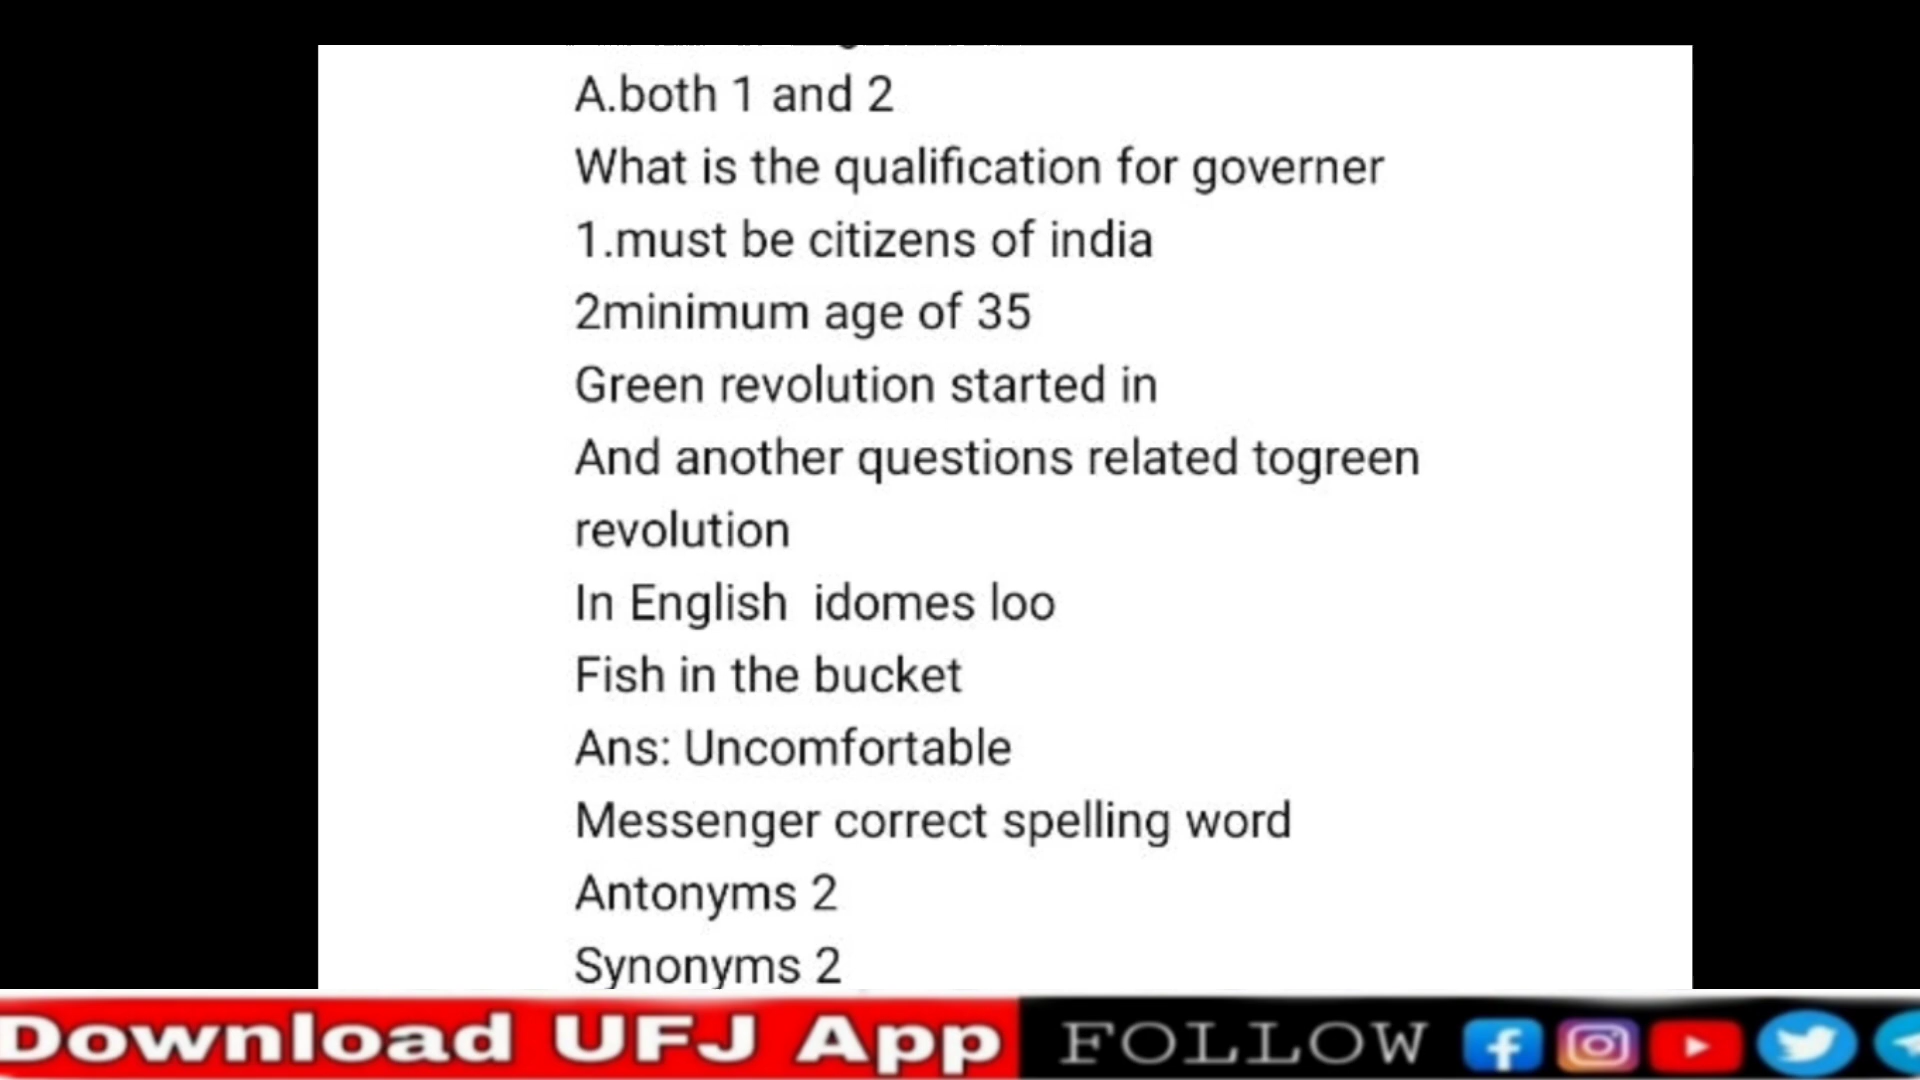 A.both 1 and 2
What is the qualification for governer
1.must be citizens of india
2minimum age of 35
Green revolution started in
And another questions related togreen
revolution
In English idomes loo
Fish in the bucket
Ans: Uncomfortable
Messenger correct spelling word
Antonyms 2
Synonyms 2
Download UFJ App FOLLOW